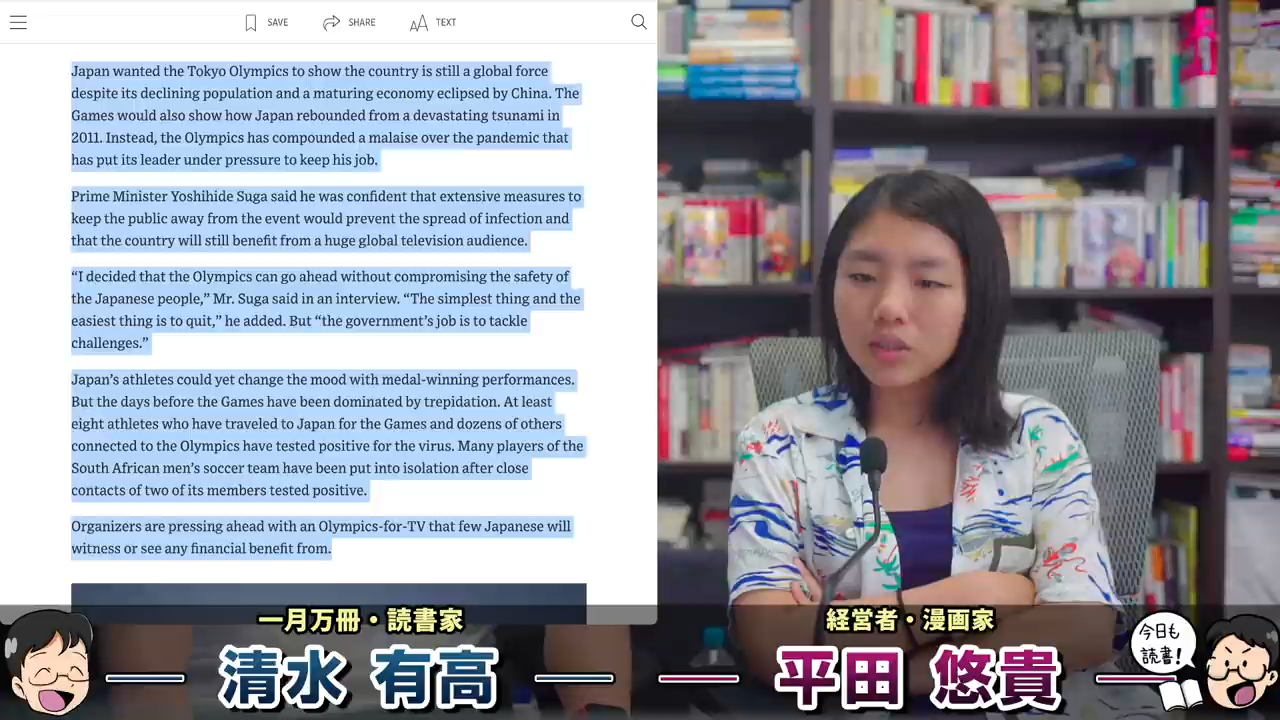 SAVE
SHARE
TEXT
Japan wanted the Tokyo Olympics to show the country is still a global force
despite its declining population and a maturing economy eclipsed by China. The
Games would also show how Japan rebounded from a devastating tsunami in
2011. Instead, the Olympics has compounded a malaise over the pandemic that
has put its leader under pressure to keep his job.
Prime Minister Yoshihide Suga said he was confident that extensive measures to
keep the public away from the event would prevent the spread of infection and
that the country will still benefit from a huge global television audience.
“I decided that the Olympics can go ahead without compromising the safety of
the Japanese people,” Mr. Suga said in an interview. “The simplest thing and the
easiest thing is to quit,” he added. But “the government’s job is to tackle
challenges.”
Japan’s athletes could yet change the mood with medal-winning performances.
But the days before the Games have been dominated by trepidation. At least
eight athletes who have traveled to Japan for the Games and dozens of others
connected to the Olympics have tested positive for the virus. Many players of the
South African men’s soccer team have been put into isolation after close
contacts of two of its members tested positive.
Organizers are pressing ahead with an Olympics-for-TV that few Japanese will
witness or see any financial benefit from.
一月万冊・読書家
清水 有高
経営者・漫画家
平田 悠貴
今日も
読書!